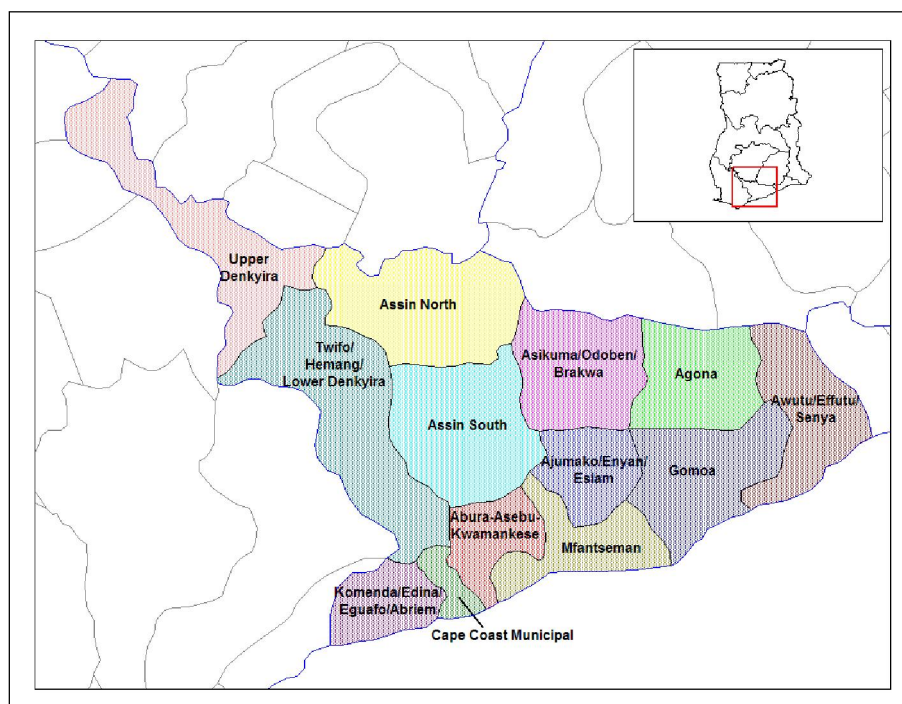 Upper
Denkyira
Assin North
Twifo/
Hemang/
Lower Denkyira
Asikuma/Odoben/
Brakwa
Agona
Awutu/Effutu/
Senya
Assin South
Ajumako/Enyan/
Esiam
Gomoa
Abura-Asebu-
Kwamankese
Mfantseman
Komenda/Edina/
Eguafo/Abriem
Cape Coast Municipal